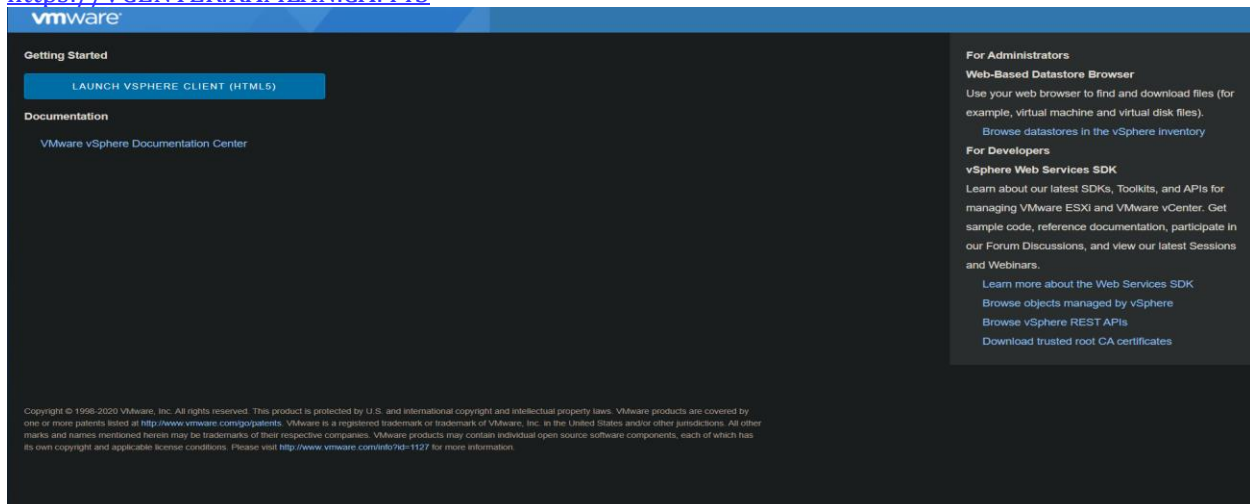 vmware
Getting Started
LAUNCH VSPHERE CLIENT (HTML5)
Documentation
VMware vSphere Documentation Center
For Administrators
Web-Based Datastore Browser
Use your web browser to find and download files (for
example, virtual machine and virtual disk files).
Browse datastores in the vSphere inventory
For Developers
vSphere Web Services SDK
Learn about our latest SDKs, Toolkits, and APIs for
managing VMware ESXi and VMware vCenter. Get
sample code, reference documentation, participate in
our Forum Discussions, and view our latest Sessions
and Webinars.
Learn more about the Web Services SDK
Browse objects managed by vSphere
Browse vSphere REST APIs
Download trusted root CA certificates
Copyright © 1998-2020 VMware, Inc. All rights reserved. This product is protected by U.S. and international copyright and intellectual property laws. VMware products are covered by
one or more patents listed at http://www.vmware.com/go/patents. VMware is a registered trademark or trademark of VMware, Inc. in the United States and/or other jurisdictions. All other
marks and names mentioned herein may be trademarks of their respective companies. VMware products may contain individual open source software components, each of which has
its own copyright and applicable license conditions. Please visit http://www.vmware.com/info?id=1127 for more information.